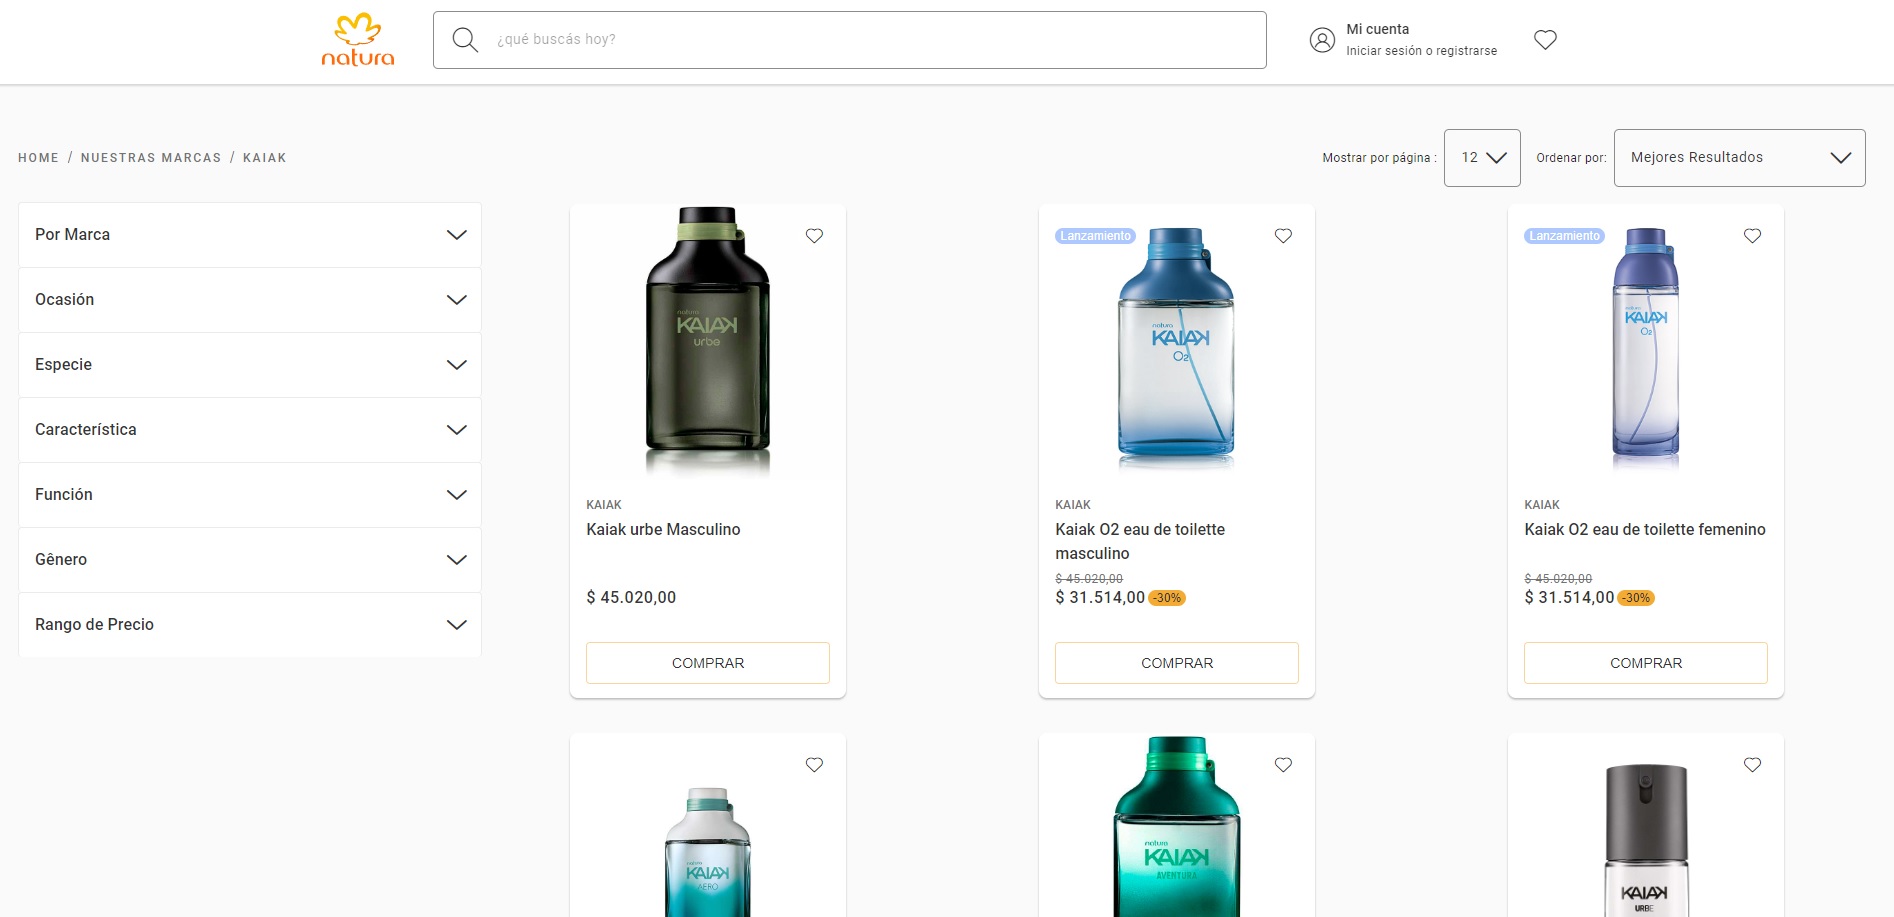 natura
¿qué buscás hoy?
Mi cuenta
Iniciar sesión o registrarse
HOME / NUESTRAS MARCAS / KAIAK
Mostrar por página :
12
Ordenar por:
Mejores Resultados
Por Marca
Ocasión
Especie
Característica
Función
Gênero
Rango de Precio
natura
KAIAK
urbe
KAIAK
Kaiak urbe Masculino
$ 45.020,00
COMPRAR
Lanzamiento
natura
KAIAK
O2
KAIAK
Kaiak O2 eau de toilette
masculino
$ 45.020,00
$ 31.514,00 -30%
COMPRAR
Lanzamiento
natura
KAIAK
O2
KAIAK
Kaiak O2 eau de toilette femenino
$ 45.020,00
$ 31.514,00 -30%
COMPRAR
natura
KAIAK
AERO
natura
KAIAK
AVENTURA
KAIAK
URBE